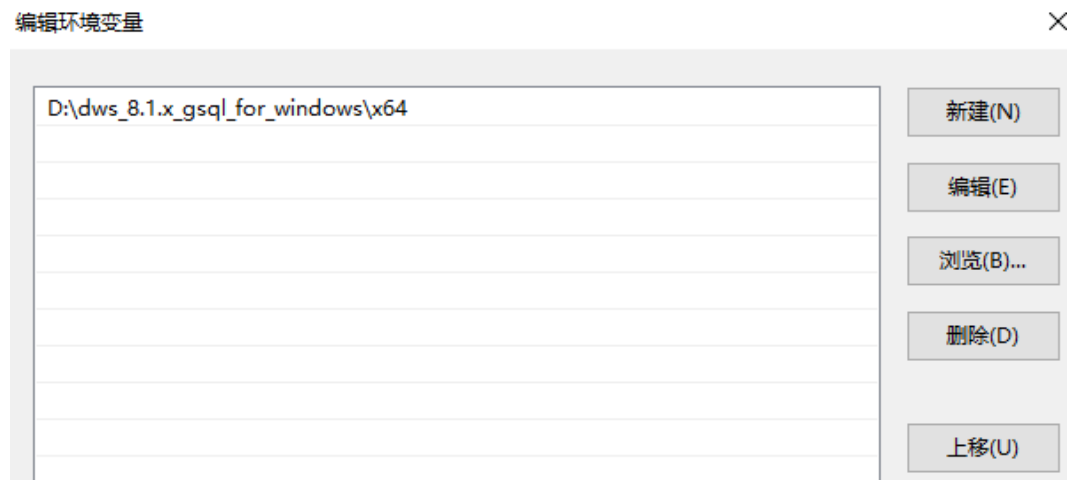 编辑环境变量
D:\dws_8.1.x_gsql_for_windows\x64
新建(N)
编辑(E)
浏览(B)...
删除(D)
上移(U)